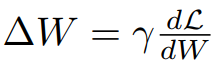 ΔW = γ dℒ/dW